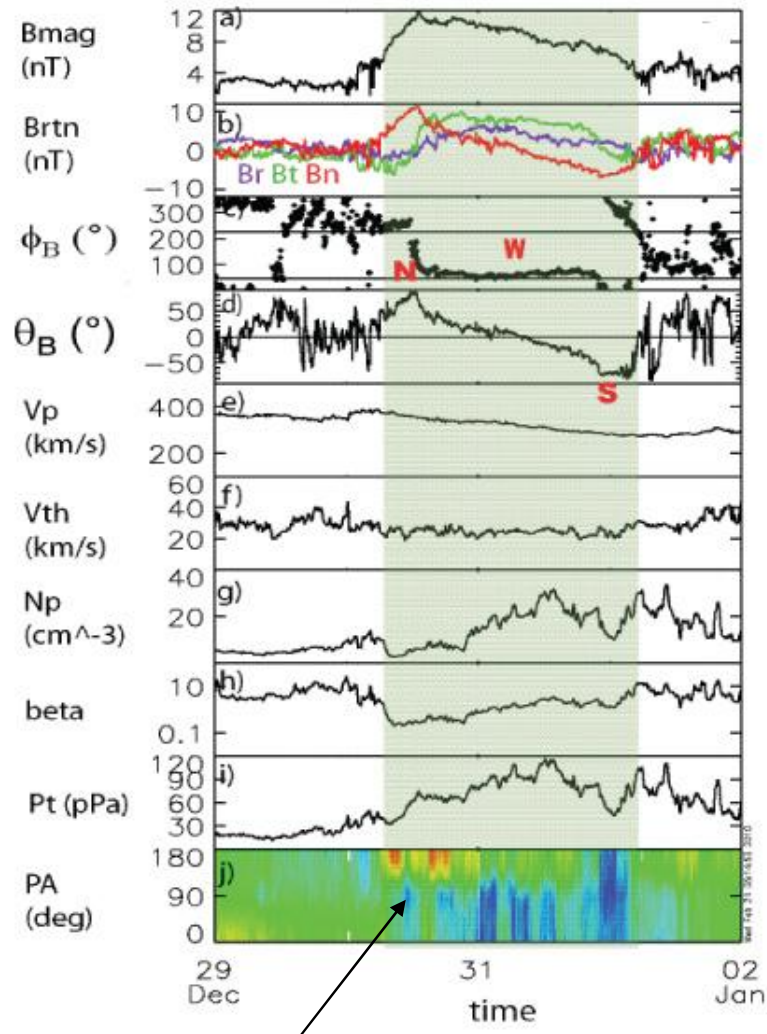 Bmag
(nT)
12
8
4
a)
Brtn
(nT)
10
0
−10
b)
Br Bt Bn
ϕB (°)
300
200
100
c)
N
W
θB (°)
50
0
−50
d)
S
Vp
(km/s)
400
200
e)
Vth
(km/s)
60
40
20
f)
Np
(cm^-3)
40
20
g)
beta
10
0.1
h)
Pt (pPa)
120
90
60
30
i)
PA
(deg)
180
90
0
j)
29
Dec
31
02
Jan
time